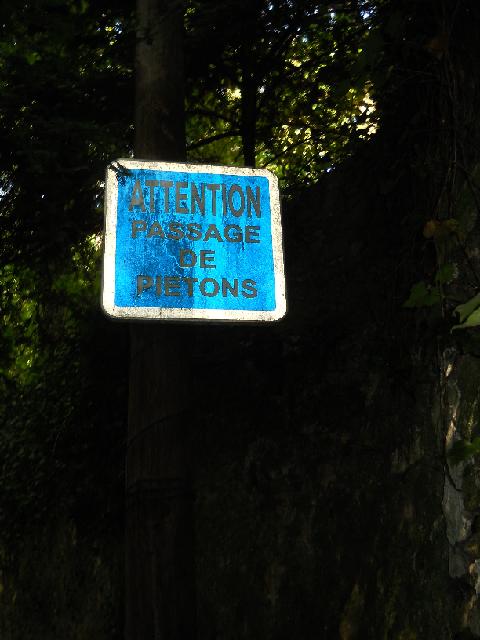 ATTENTION
PASSAGE
DE
PIETONS